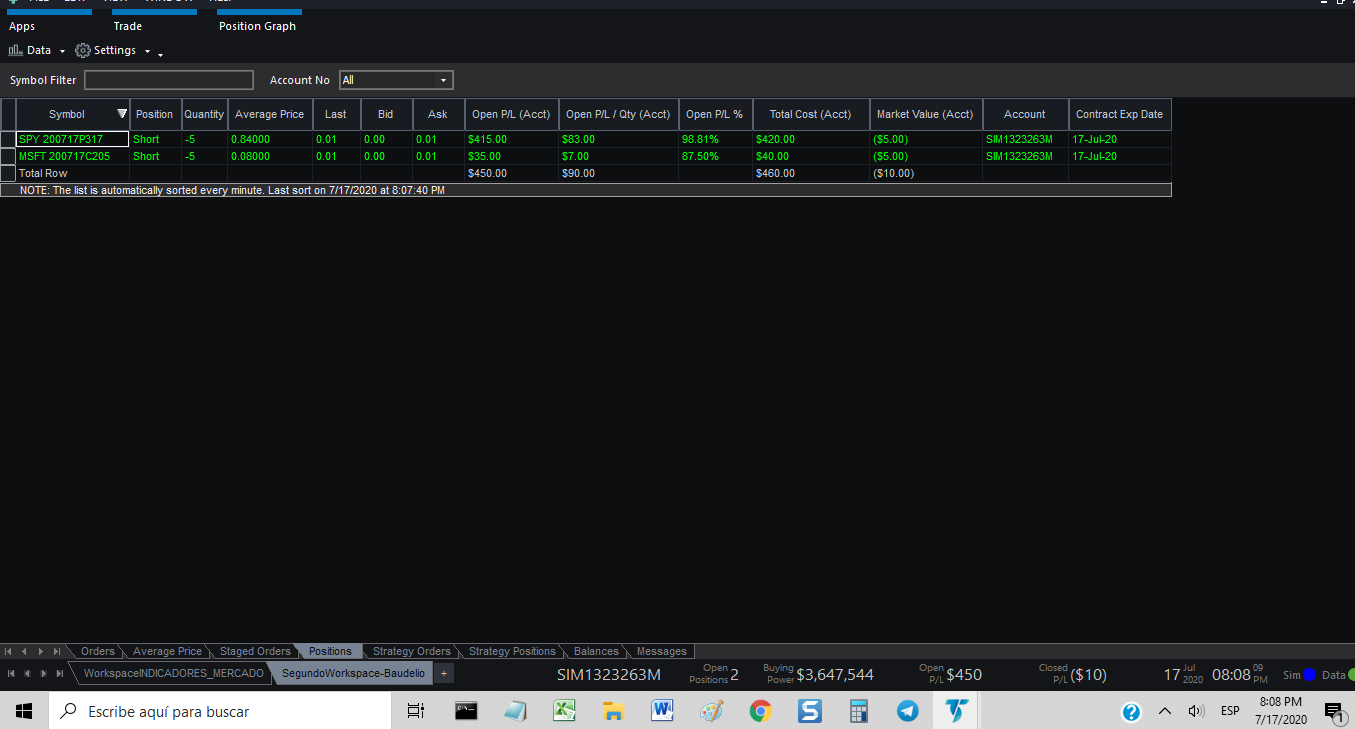 Apps Trade Position Graph
Data Settings
Symbol Filter Account No All
Symbol Position Quantity Average Price Last Bid Ask Open P/L (Acct) Open P/L / Qty (Acct) Open P/L % Total Cost (Acct) Market Value (Acct) Account Contract Exp Date
SPY 200717P317 Short -5 0.84000 0.01 0.00 0.01 $415.00 $83.00 98.81% $420.00 ($5.00) SIM1323263M 17-Jul-20
MSFT 200717C205 Short -5 0.08000 0.01 0.00 0.01 $35.00 $7.00 87.50% $40.00 ($5.00) SIM1323263M 17-Jul-20
Total Row $450.00 $90.00 $460.00 ($10.00)
NOTE: The list is automatically sorted every minute. Last sort on 7/17/2020 at 8:07:40 PM
Orders Average Price Staged Orders Positions Strategy Orders Strategy Positions Balances Messages
WorkspaceINDICADORES_MERCADO SegundoWorkspace-Baudelio + SIM1323263M Open Positions 2 Buying Power $3,647,544 Open P/L $450 Closed P/L ($10) 17 Jul 2020 08:08 09 PM Sim Data
Escribe aquí para buscar ESP 8:08 PM
7/17/2020 1